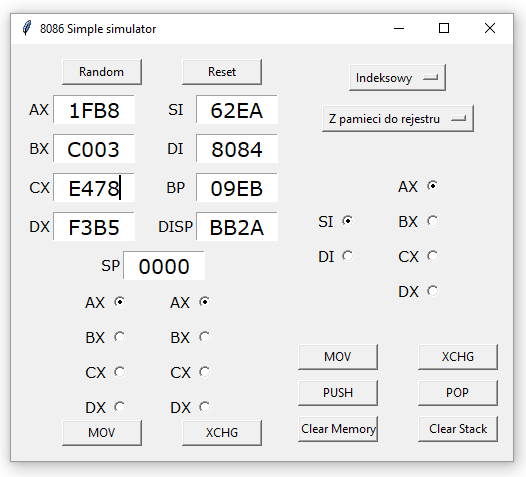 8086 Simple simulator
Random Reset Indeksowy
AX 1FB8 SI 62EA
Z pamieci do rejestru
BX C003 DI 8084
CX E478 BP 09EB AX
DX F3B5 DISP BB2A SI BX
SP 0000 DI CX
AX AX DX
BX BX
CX CX MOV XCHG
PUSH POP
DX DX
MOV XCHG Clear Memory Clear Stack